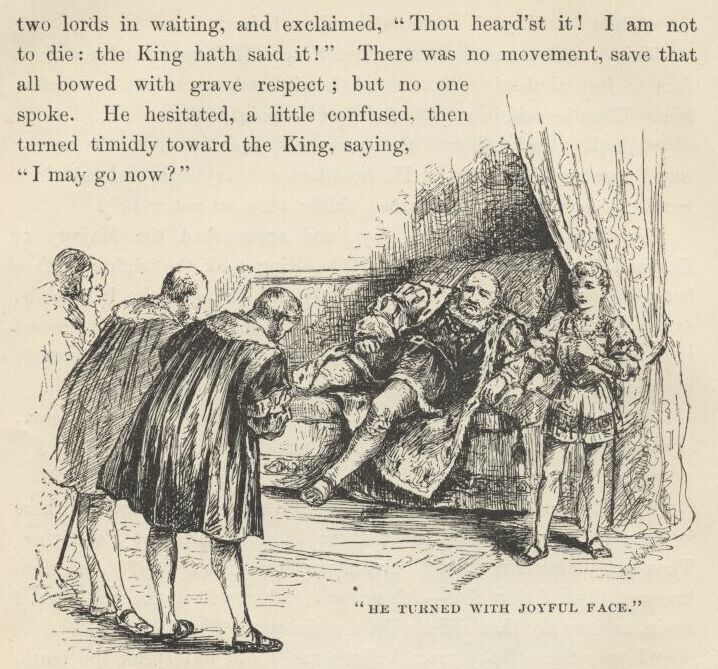 two lords in waiting, and exclaimed, “Thou heard'st it! I am not
to die: the King hath said it!” There was no movement, save that
all bowed with grave respect; but no one
spoke. He hesitated, a little confused, then
turned timidly toward the King, saying,
“I may go now?”
“HE TURNED WITH JOYFUL FACE.”